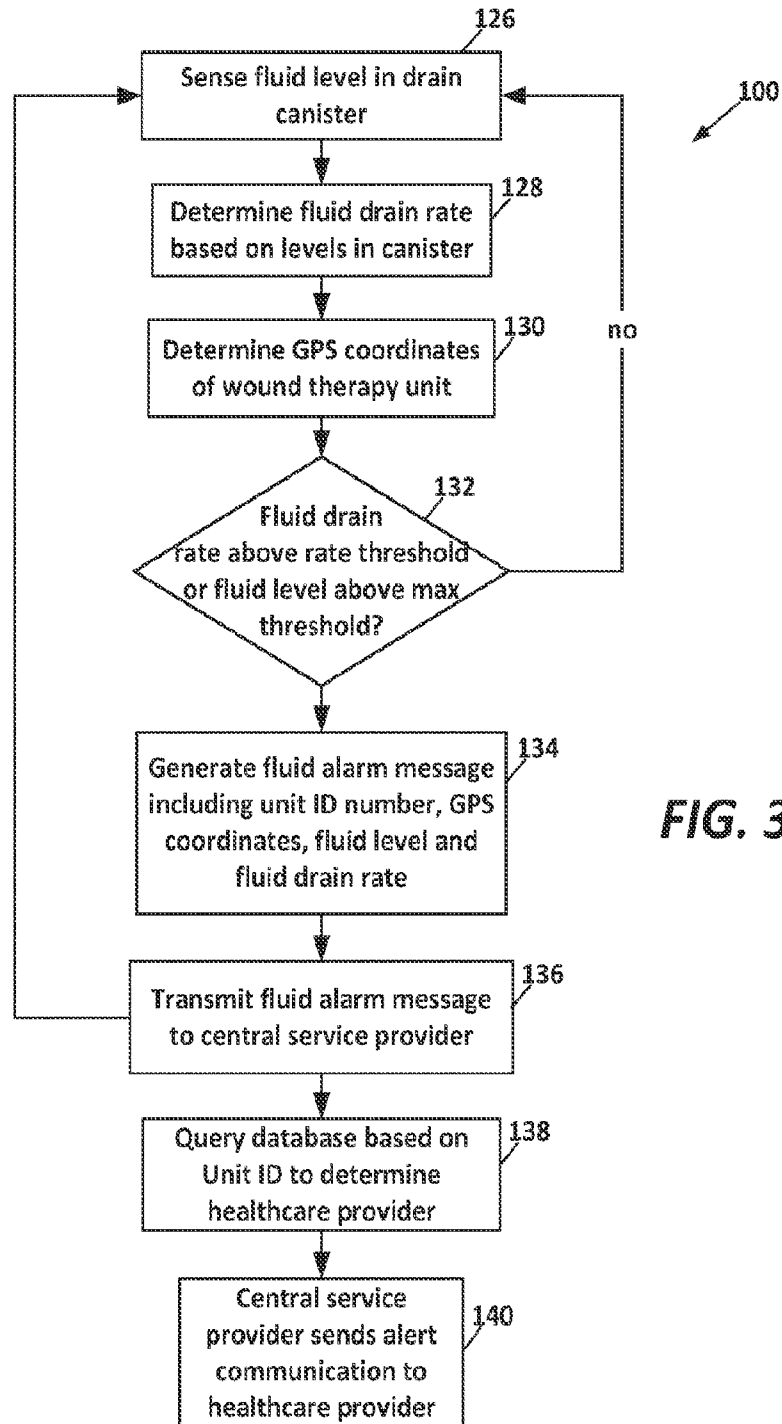 126
Sense fluid level in drain
canister
100
128
Determine fluid drain rate
based on levels in canister
130
Determine GPS coordinates
of wound therapy unit
no
132
Fluid drain
rate above rate threshold
or fluid level above max
threshold?
134
Generate fluid alarm message
including unit ID number, GPS
coordinates, fluid level and
fluid drain rate
FIG. 3
136
Transmit fluid alarm message
to central service provider
138
Query database based on
Unit ID to determine
healthcare provider
140
Central service
provider sends alert
communication to
healthcare provider